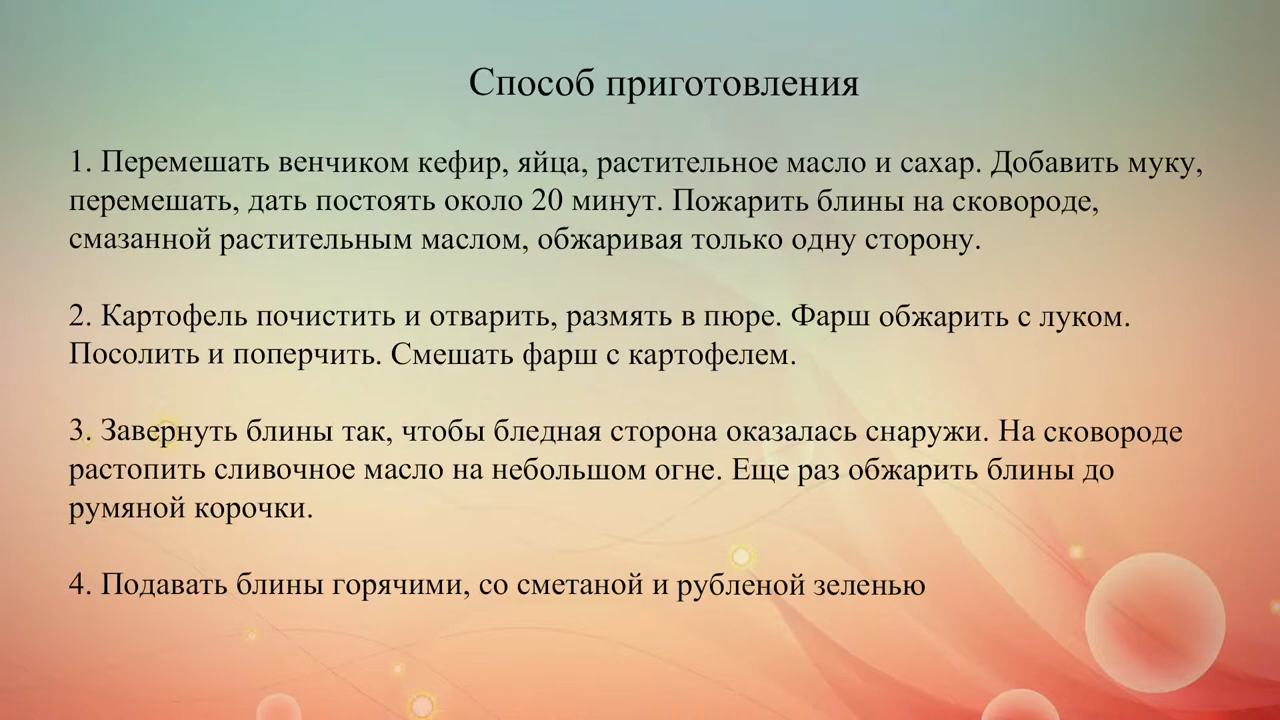 Способ приготовления
1. Перемешать венчиком кефир, яйца, растительное масло и сахар. Добавить муку,
перемешать, дать постоять около 20 минут. Пожарить блины на сковороде,
смазанной растительным маслом, обжаривая только одну сторону.
2. Картофель почистить и отварить, размять в пюре. Фарш обжарить с луком.
Посолить и поперчить. Смешать фарш с картофелем.
3. Завернуть блины так, чтобы бледная сторона оказалась снаружи. На сковороде
растопить сливочное масло на небольшом огне. Еще раз обжарить блины до
румяной корочки.
4. Подавать блины горячими, со сметаной и рубленой зеленью